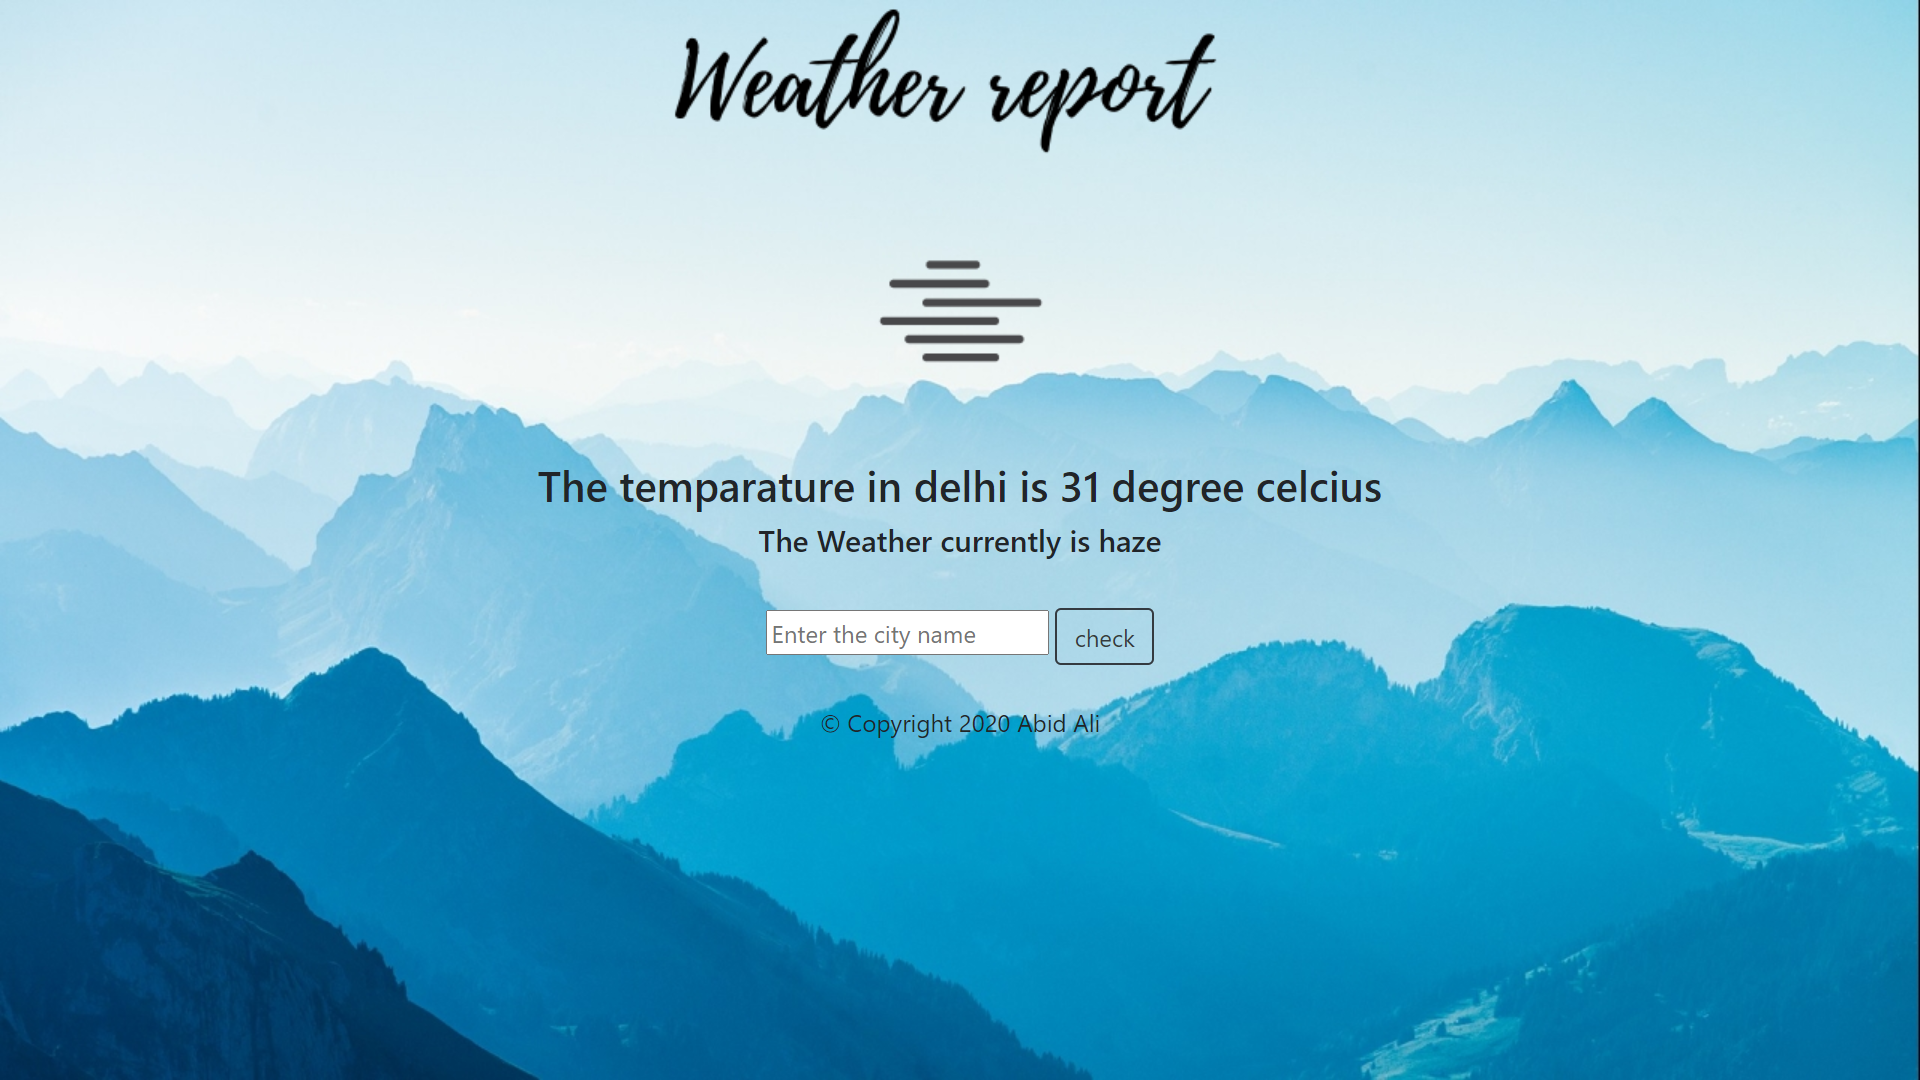 Weather report
The temparature in delhi is 31 degree celcius
The Weather currently is haze
Enter the city name
check
© Copyright 2020 Abid Ali